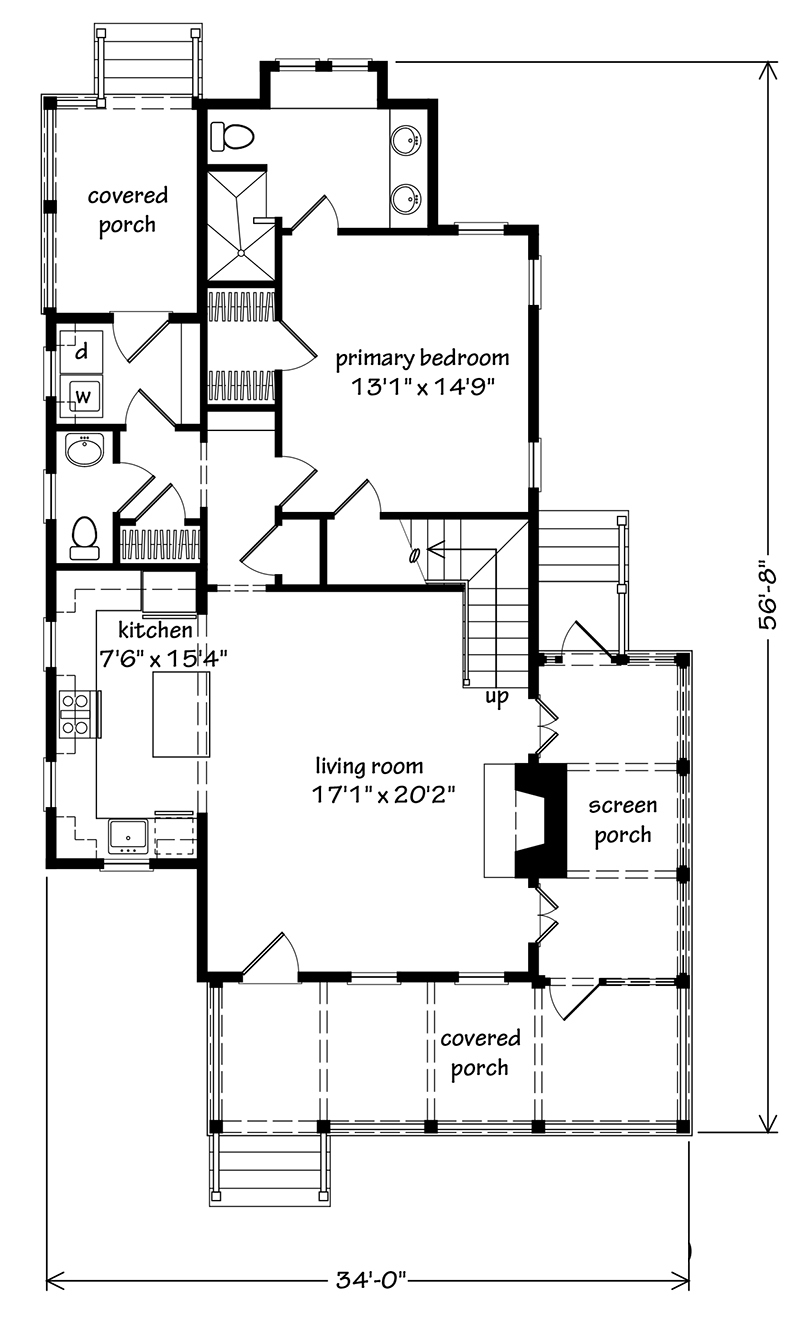 covered
porch
d
w
primary bedroom
13'1" x 14'9"
kitchen
7'6" x 15'4"
up
living room
17'1" x 20'2"
screen
porch
covered
porch
56'-8"
34'-0"